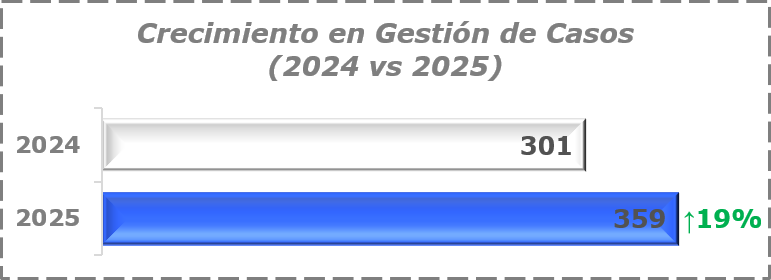 Crecimiento en Gestión de Casos
(2024 vs 2025)
2024
301
2025
359
↑19%